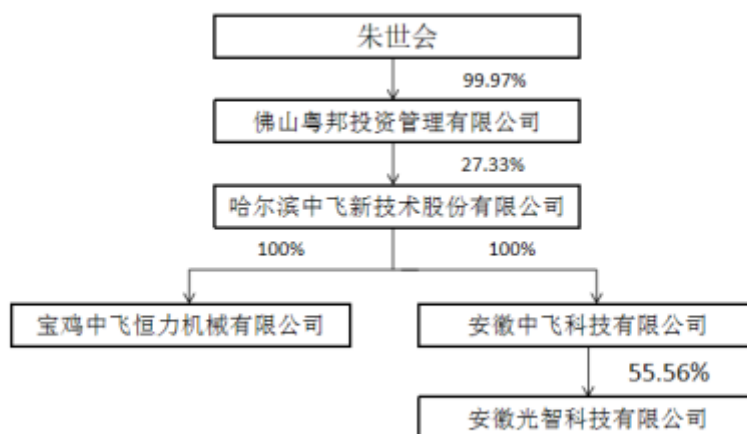 朱世会
99.97%
佛山粤邦投资管理有限公司
27.33%
哈尔滨中飞新技术股份有限公司
100%
100%
宝鸡中飞恒力机械有限公司
安徽中飞科技有限公司
55.56%
安徽光智科技有限公司